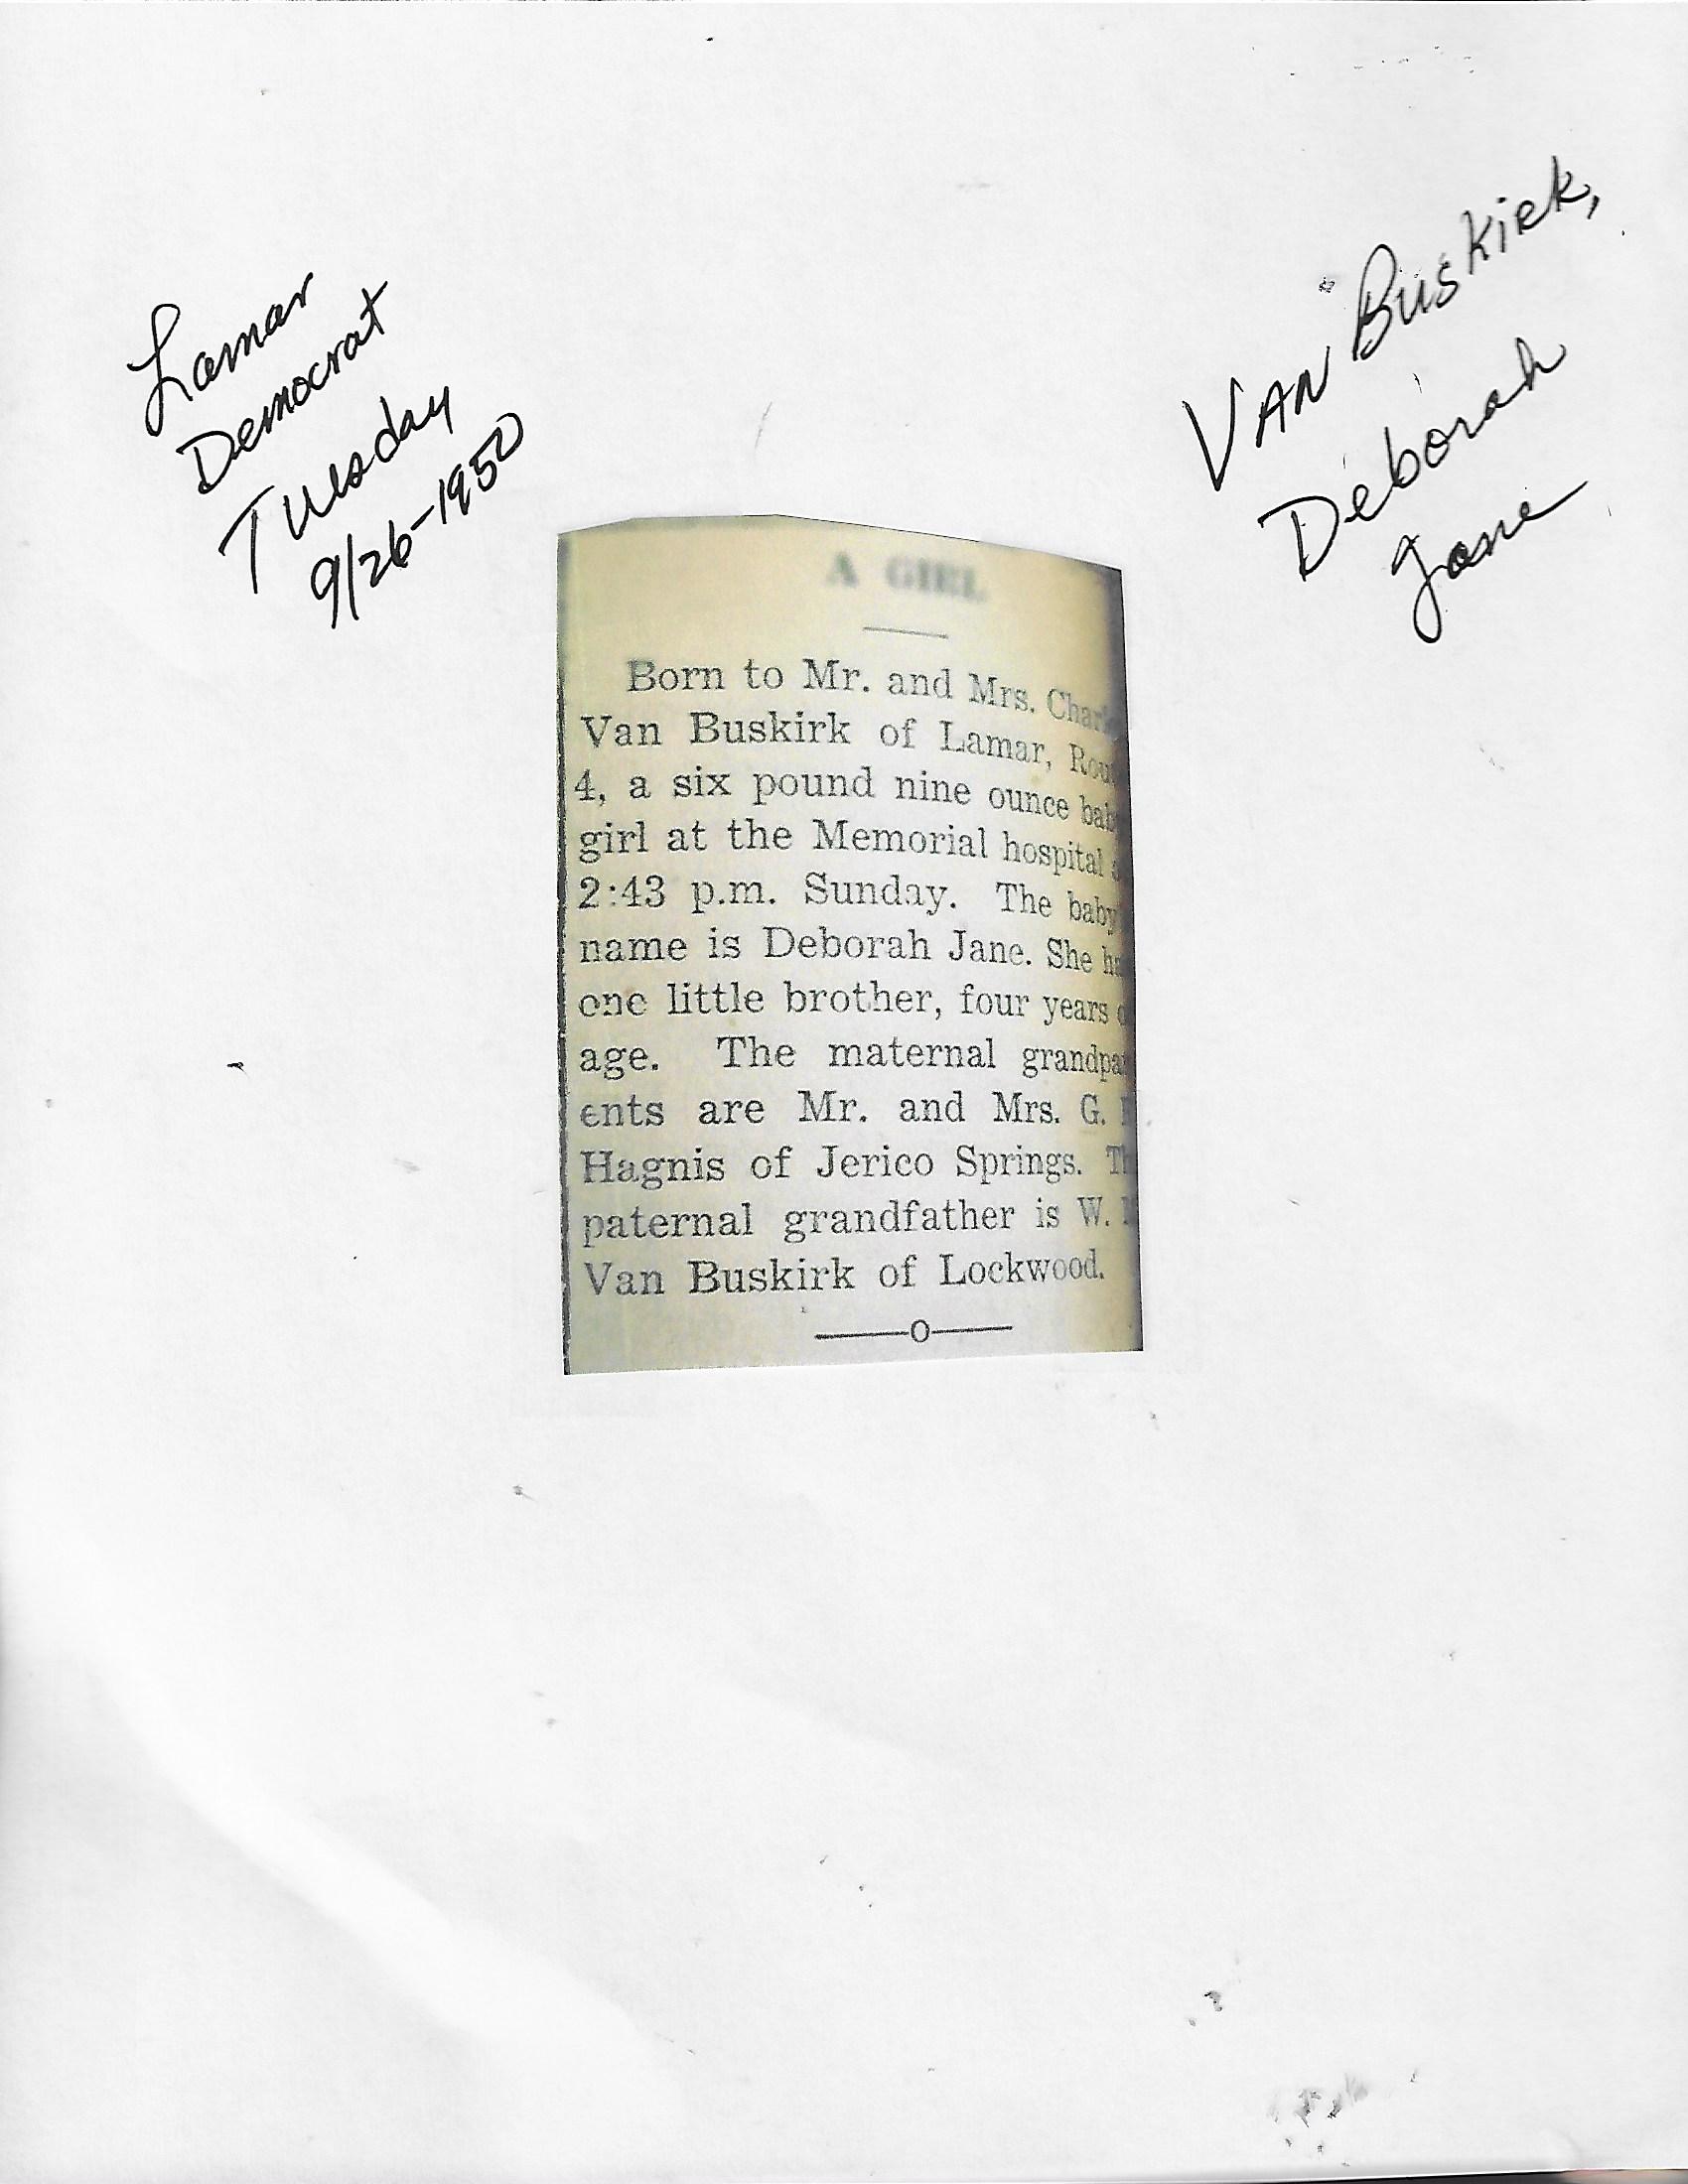 Lamar
Democrat
Tuesday
9/26-1950
Van Buskirk,
Deborah
Jane
A GIRL
Born to Mr. and Mrs.
Van Buskirk of Lamar,
4, a six pound nine ounce
girl at the Memorial hospital
2:43 p.m. Sunday. The
name is Deborah Jane. She
one little brother, four years
age. The maternal grandpar
ents are Mr. and Mrs. G.
Hagnis of Jerico Springs.
paternal grandfather is W.
Van Buskirk of Lockwood.